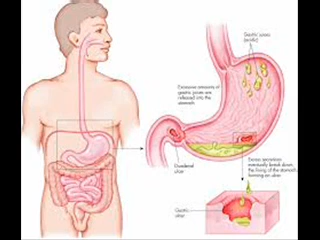 Gastric juices
(acids)
Excessive amounts of
gastric juices are
released into the
stomach
Duodenal
ulcer
Excess secretions
eventually break down
the lining of the stomach,
forming an ulcer
Gastric
ulcer